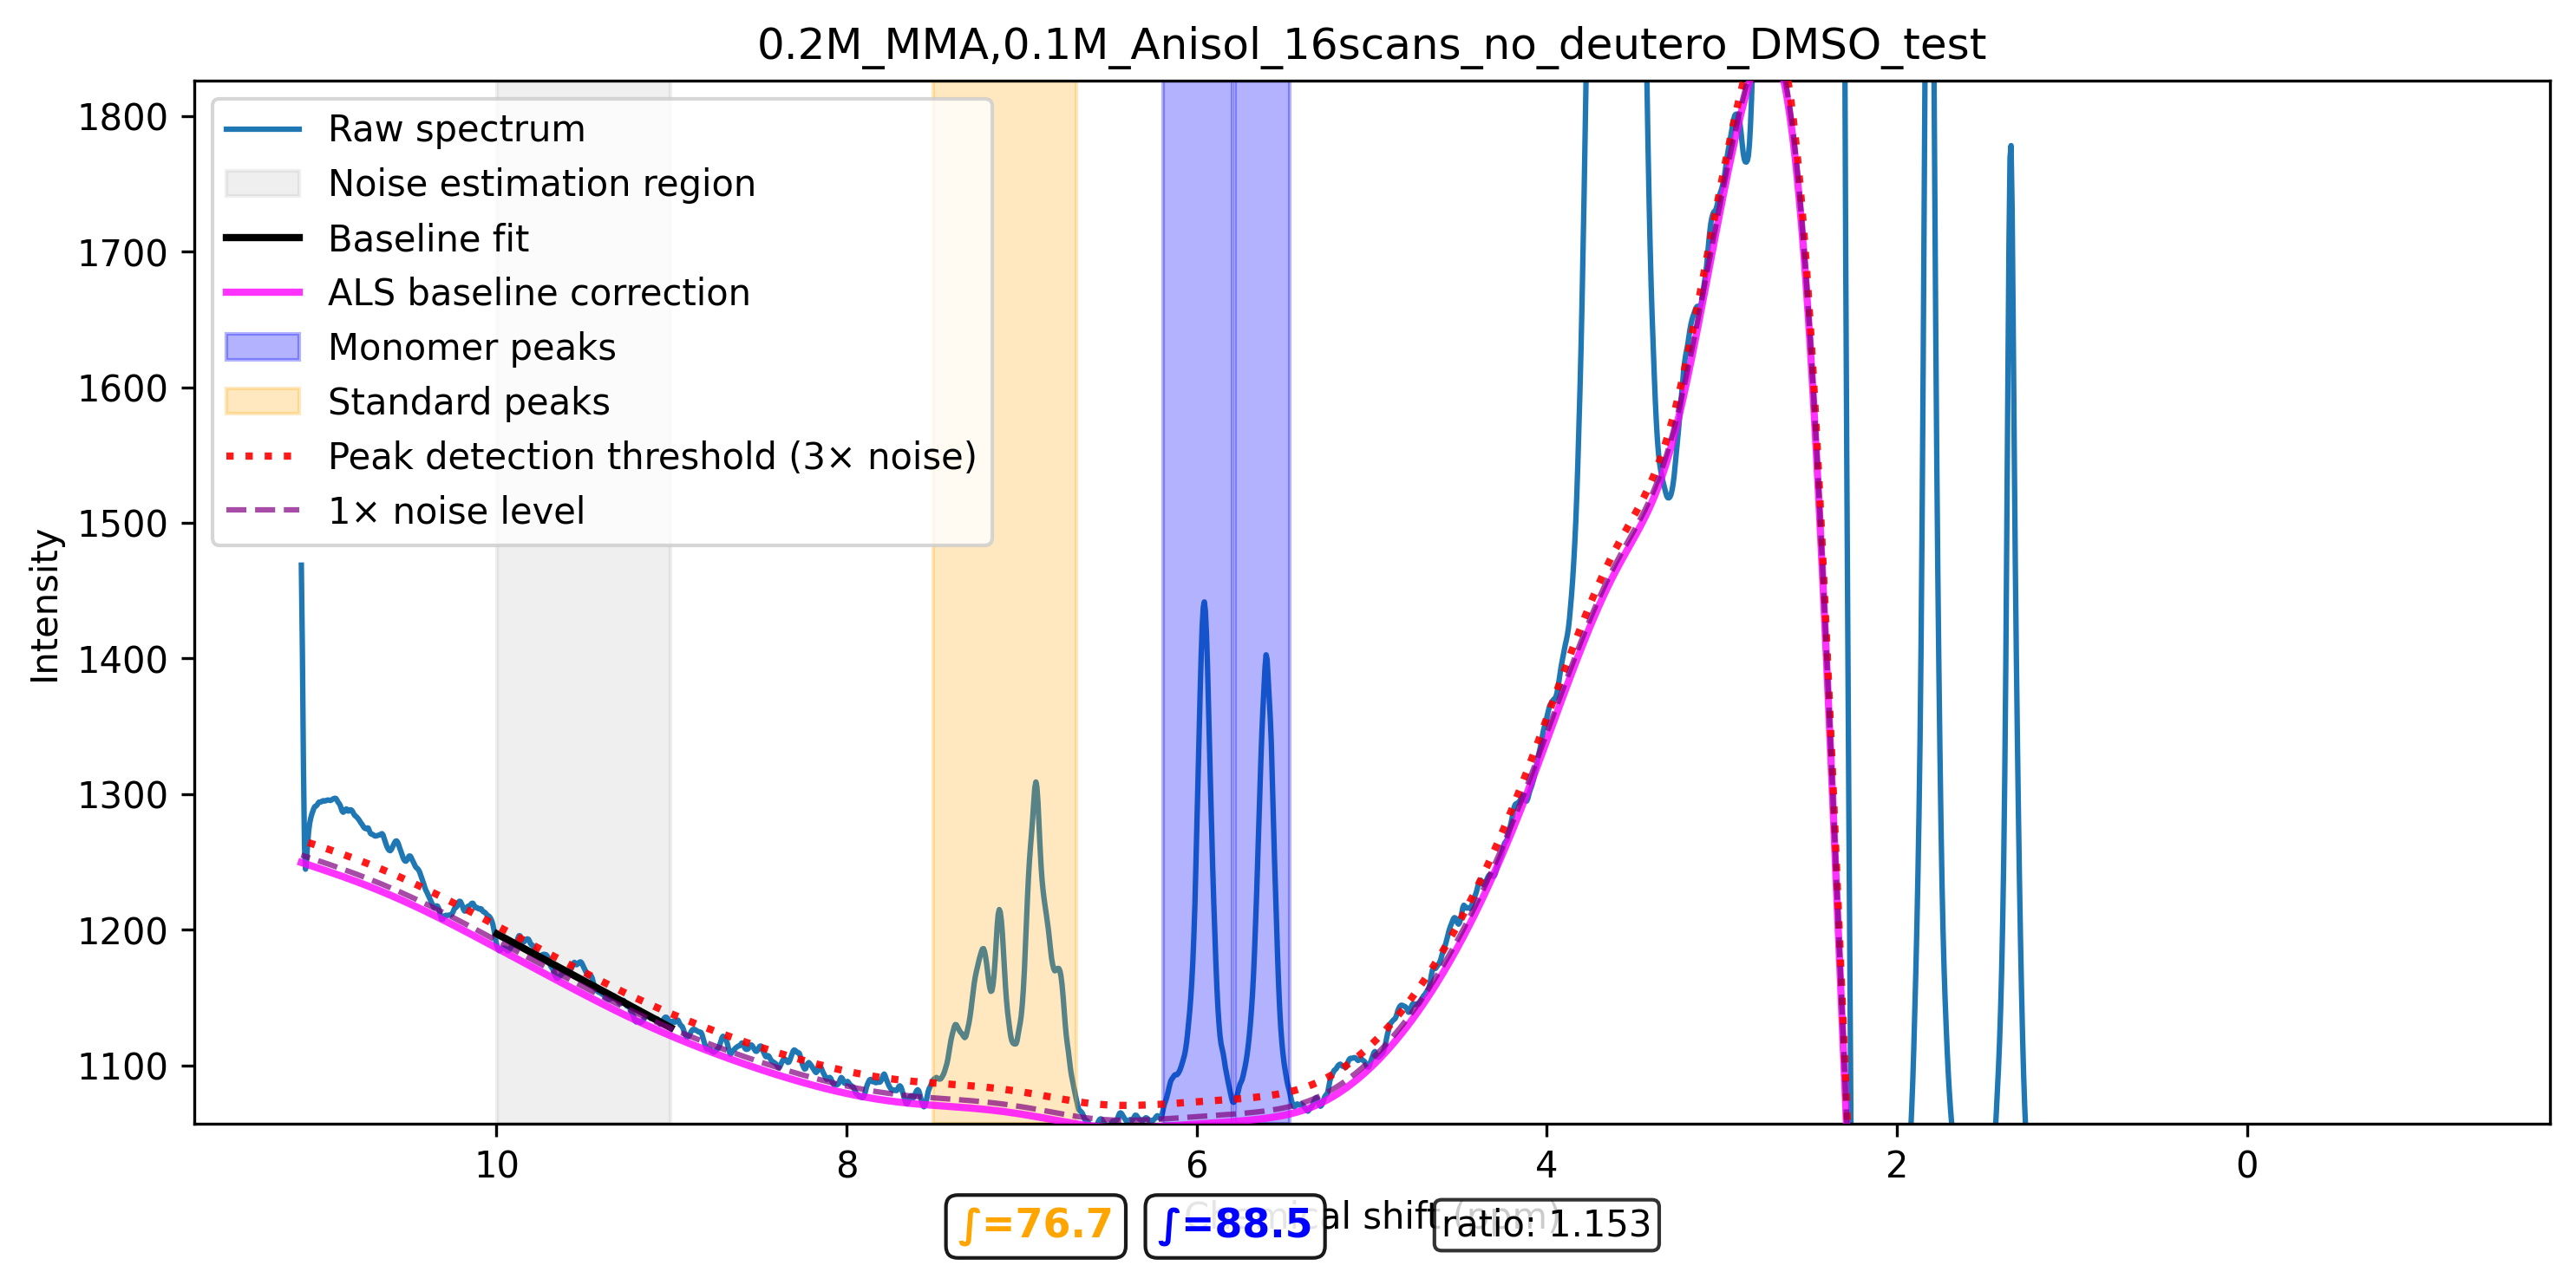 0.2M_MMA,0.1M_Anisol_16scans_no_deutero_DMSO_test
Intensity
1800
1700
1600
1500
1400
1300
1200
1100
Raw spectrum
Noise estimation region
Baseline fit
ALS baseline correction
Monomer peaks
Standard peaks
Peak detection threshold (3× noise)
1× noise level
10 8 6 4 2 0
Chemical shift (ppm)
∫=76.7 ∫=88.5 ratio: 1.153